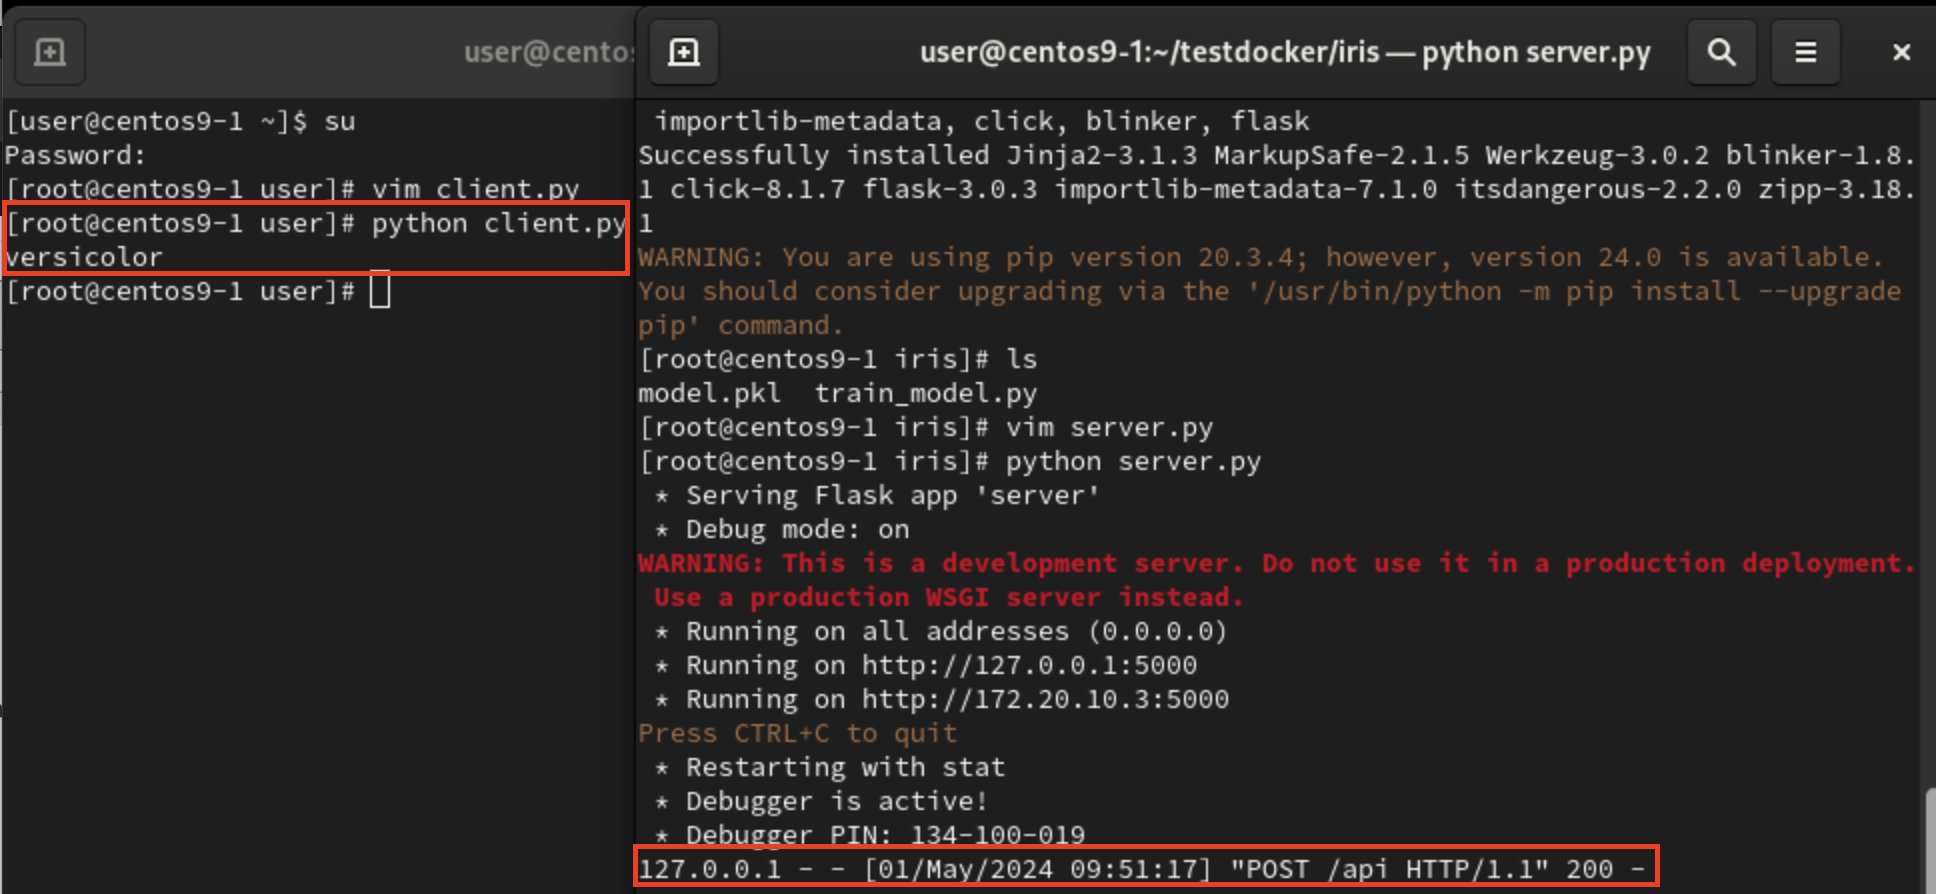 user@cento
[user@centos9-1 ~]$ su
Password:
[root@centos9-1 user]# vim client.py
[root@centos9-1 user]# python client.py
versicolor
[root@centos9-1 user]#
user@centos9-1:~/testdocker/iris — python server.py
importlib-metadata, click, blinker, flask
Successfully installed Jinja2-3.1.3 MarkupSafe-2.1.5 Werkzeug-3.0.2 blinker-1.8.
1 click-8.1.7 flask-3.0.3 importlib-metadata-7.1.0 itsdangerous-2.2.0 zipp-3.18.
1
WARNING: You are using pip version 20.3.4; however, version 24.0 is available.
You should consider upgrading via the '/usr/bin/python -m pip install --upgrade
pip' command.
[root@centos9-1 iris]# ls
model.pkl  train_model.py
[root@centos9-1 iris]# vim server.py
[root@centos9-1 iris]# python server.py
* Serving Flask app 'server'
* Debug mode: on
WARNING: This is a development server. Do not use it in a production deployment.
Use a production WSGI server instead.
* Running on all addresses (0.0.0.0)
* Running on http://127.0.0.1:5000
* Running on http://172.20.10.3:5000
Press CTRL+C to quit
* Restarting with stat
* Debugger is active!
* Debugger PIN: 134-100-019
127.0.0.1 - - [01/May/2024 09:51:17] "POST /api HTTP/1.1" 200 -